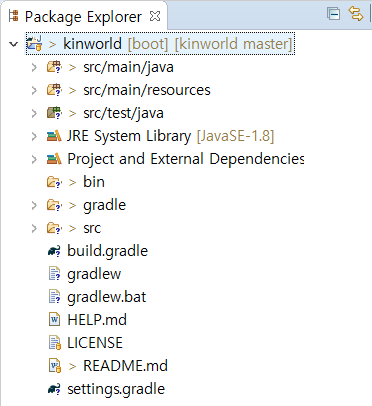 Package Explorer
> kinworld [boot] [kinworld master]
> src/main/java
> src/main/resources
> src/test/java
JRE System Library [JavaSE-1.8]
Project and External Dependencies
> bin
> gradle
> src
build.gradle
gradlew
gradlew.bat
HELP.md
LICENSE
> README.md
settings.gradle